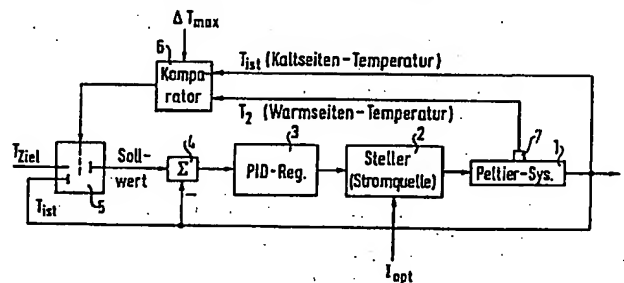 Δ Tmax
6
Kompa
rator
Tist (Kaltseiten-Temperatur)
T2 (Warmseiten-Temperatur)
3
2
7
1
4
TZiel
Soll-
wert
Σ
PID-Reg.
Steller
(Stromquelle)
Peltier-Sys.
Tist
5
−
Iopt